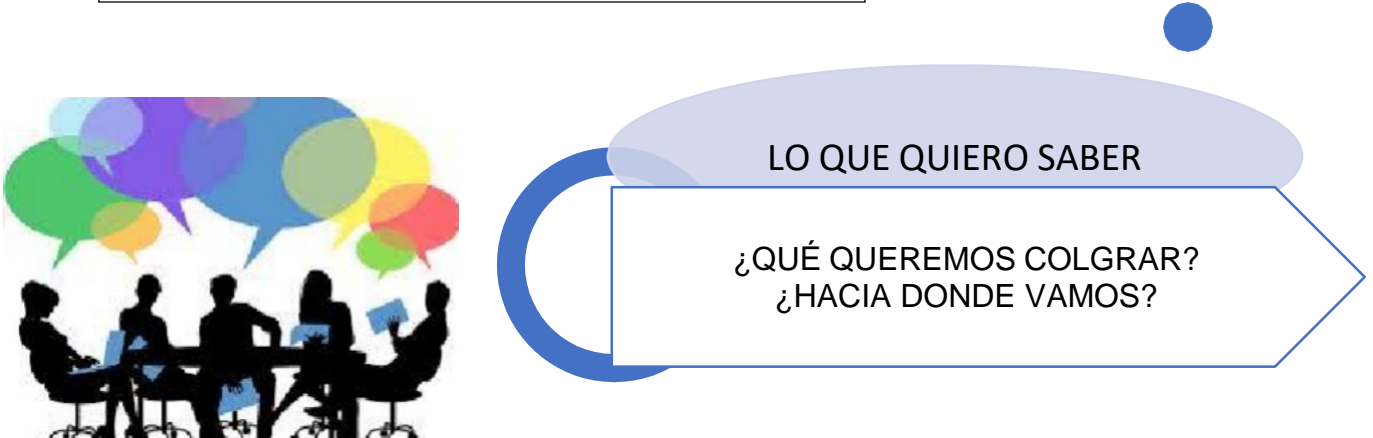 LO QUE QUIERO SABER
¿QUÉ QUEREMOS COLGRAR?
¿HACIA DONDE VAMOS?